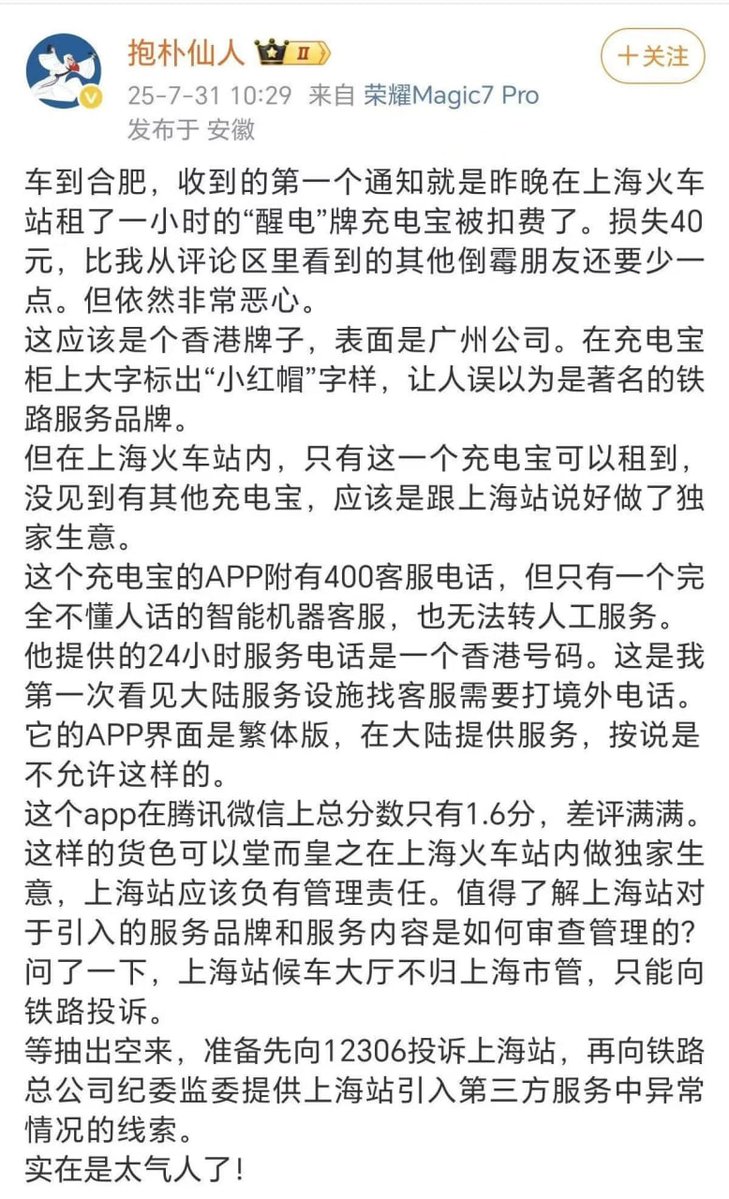 抱朴仙人
II
+关注
25-7-31 10:29 来自 荣耀Magic7 Pro
发布于 安徽
车到合肥，收到的第一个通知就是昨晚在上海火车
站租了一小时的“醒电”牌充电宝被扣费了。损失40
元，比我从评论区里看到的其他倒霉朋友还要少一
点。但依然非常恶心。
这应该是个香港牌子，表面是广州公司。在充电宝
柜上大字标出“小红帽”字样，让人误以为是著名的铁
路服务品牌。
但在上海火车站内，只有这一个充电宝可以租到，
没见到有其他充电宝，应该是跟上海站说好做了独
家生意。
这个充电宝的APP附有400客服电话，但只有一个完
全不懂人话的智能机器客服，也无法转人工服务。
他提供的24小时服务电话是一个香港号码。这是我
第一次看见大陆服务设施找客服需要打境外电话。
它的APP界面是繁体版，在大陆提供服务，按说是
不允许这样的。
这个app在腾讯微信上总分数只有1.6分，差评满满。
这样的货色可以堂而皇之在上海火车站内做独家生
意，上海站应该负有管理责任。值得了解上海站对
于引入的服务品牌和服务内容是如何审查管理的？
问了一下，上海站候车大厅不归上海市管，只能向
铁路投诉。
等抽出空来，准备先向12306投诉上海站，再向铁路
总公司纪委监委提供上海站引入第三方服务中异常
情况的线索。
实在是太气人了！